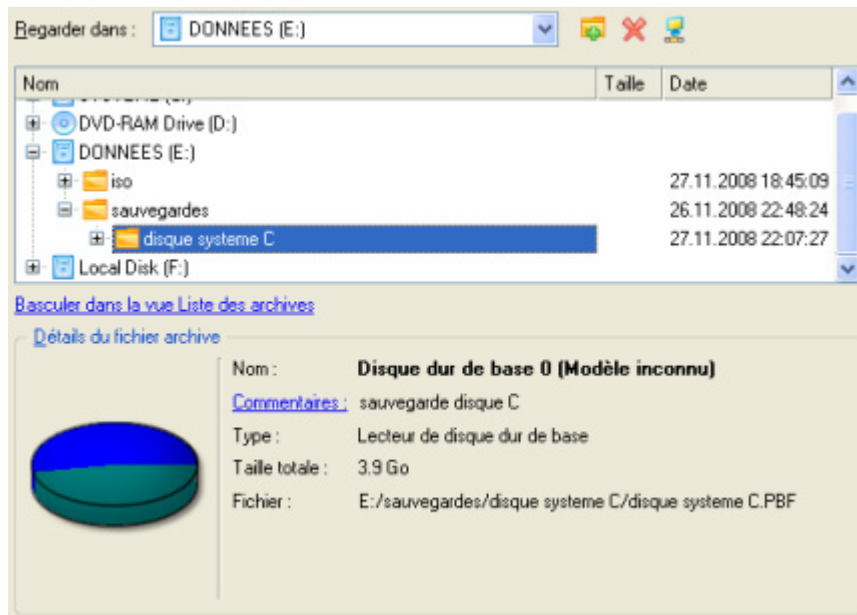 Regarder dans : DONNEES (E:)
Nom Taille Date
DVD-RAM Drive (D:)
DONNEES (E:)
iso 27.11.2008 18:45:09
sauvegardes 26.11.2008 22:48:24
disque systeme C 27.11.2008 22:07:27
Local Disk (F:)
Basculer dans la vue Liste des archives
Détails du fichier archive
Nom : Disque dur de base 0 (Modèle inconnu)
Commentaires : sauvegarde disque C
Type : Lecteur de disque dur de base
Taille totale : 3.9 Go
Fichier : E:/sauvegardes/disque systeme C/disque systeme C.PBF